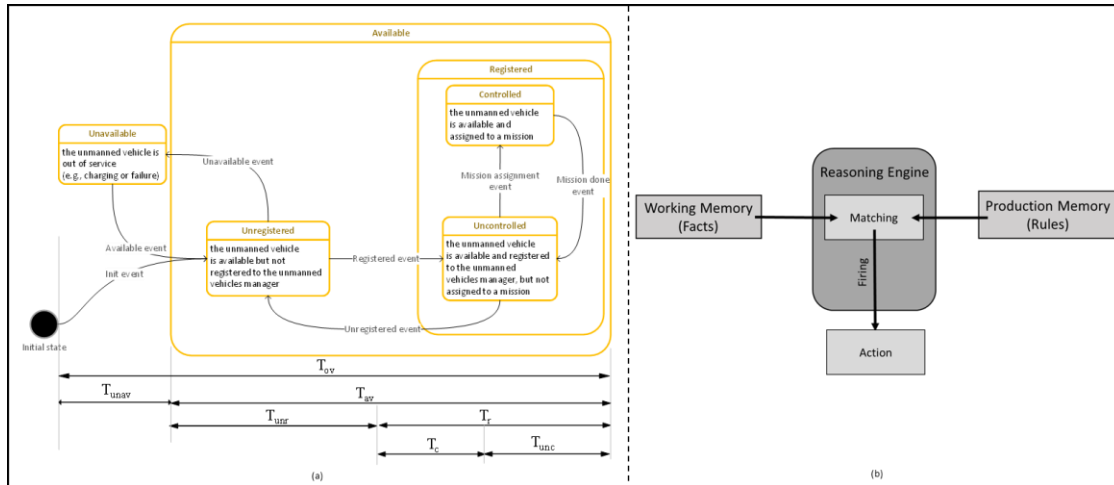 Available
Registered
Controlled
the unmanned vehicle
is available and
assigned to a mission
Unavailable
the unmanned vehicle is
out of service
(e.g., charging or failure)
Unavailable event
Mission assignment
event
Mission done
event
Unregistered
the unmanned vehicle
is available but not
registered to the unmanned
vehicles manager
Uncontrolled
the unmanned vehicle
is available and registered
to the unmanned
vehicles manager, but not
assigned to a mission
Available event
Registered event
Init event
Unregistered event
Initial state
Tov
Tunav
Tav
Tunr
Tr
Tc
Tunc
(a)
Reasoning Engine
Working Memory
(Facts)
Matching
Production Memory
(Rules)
Firing
Action
(b)